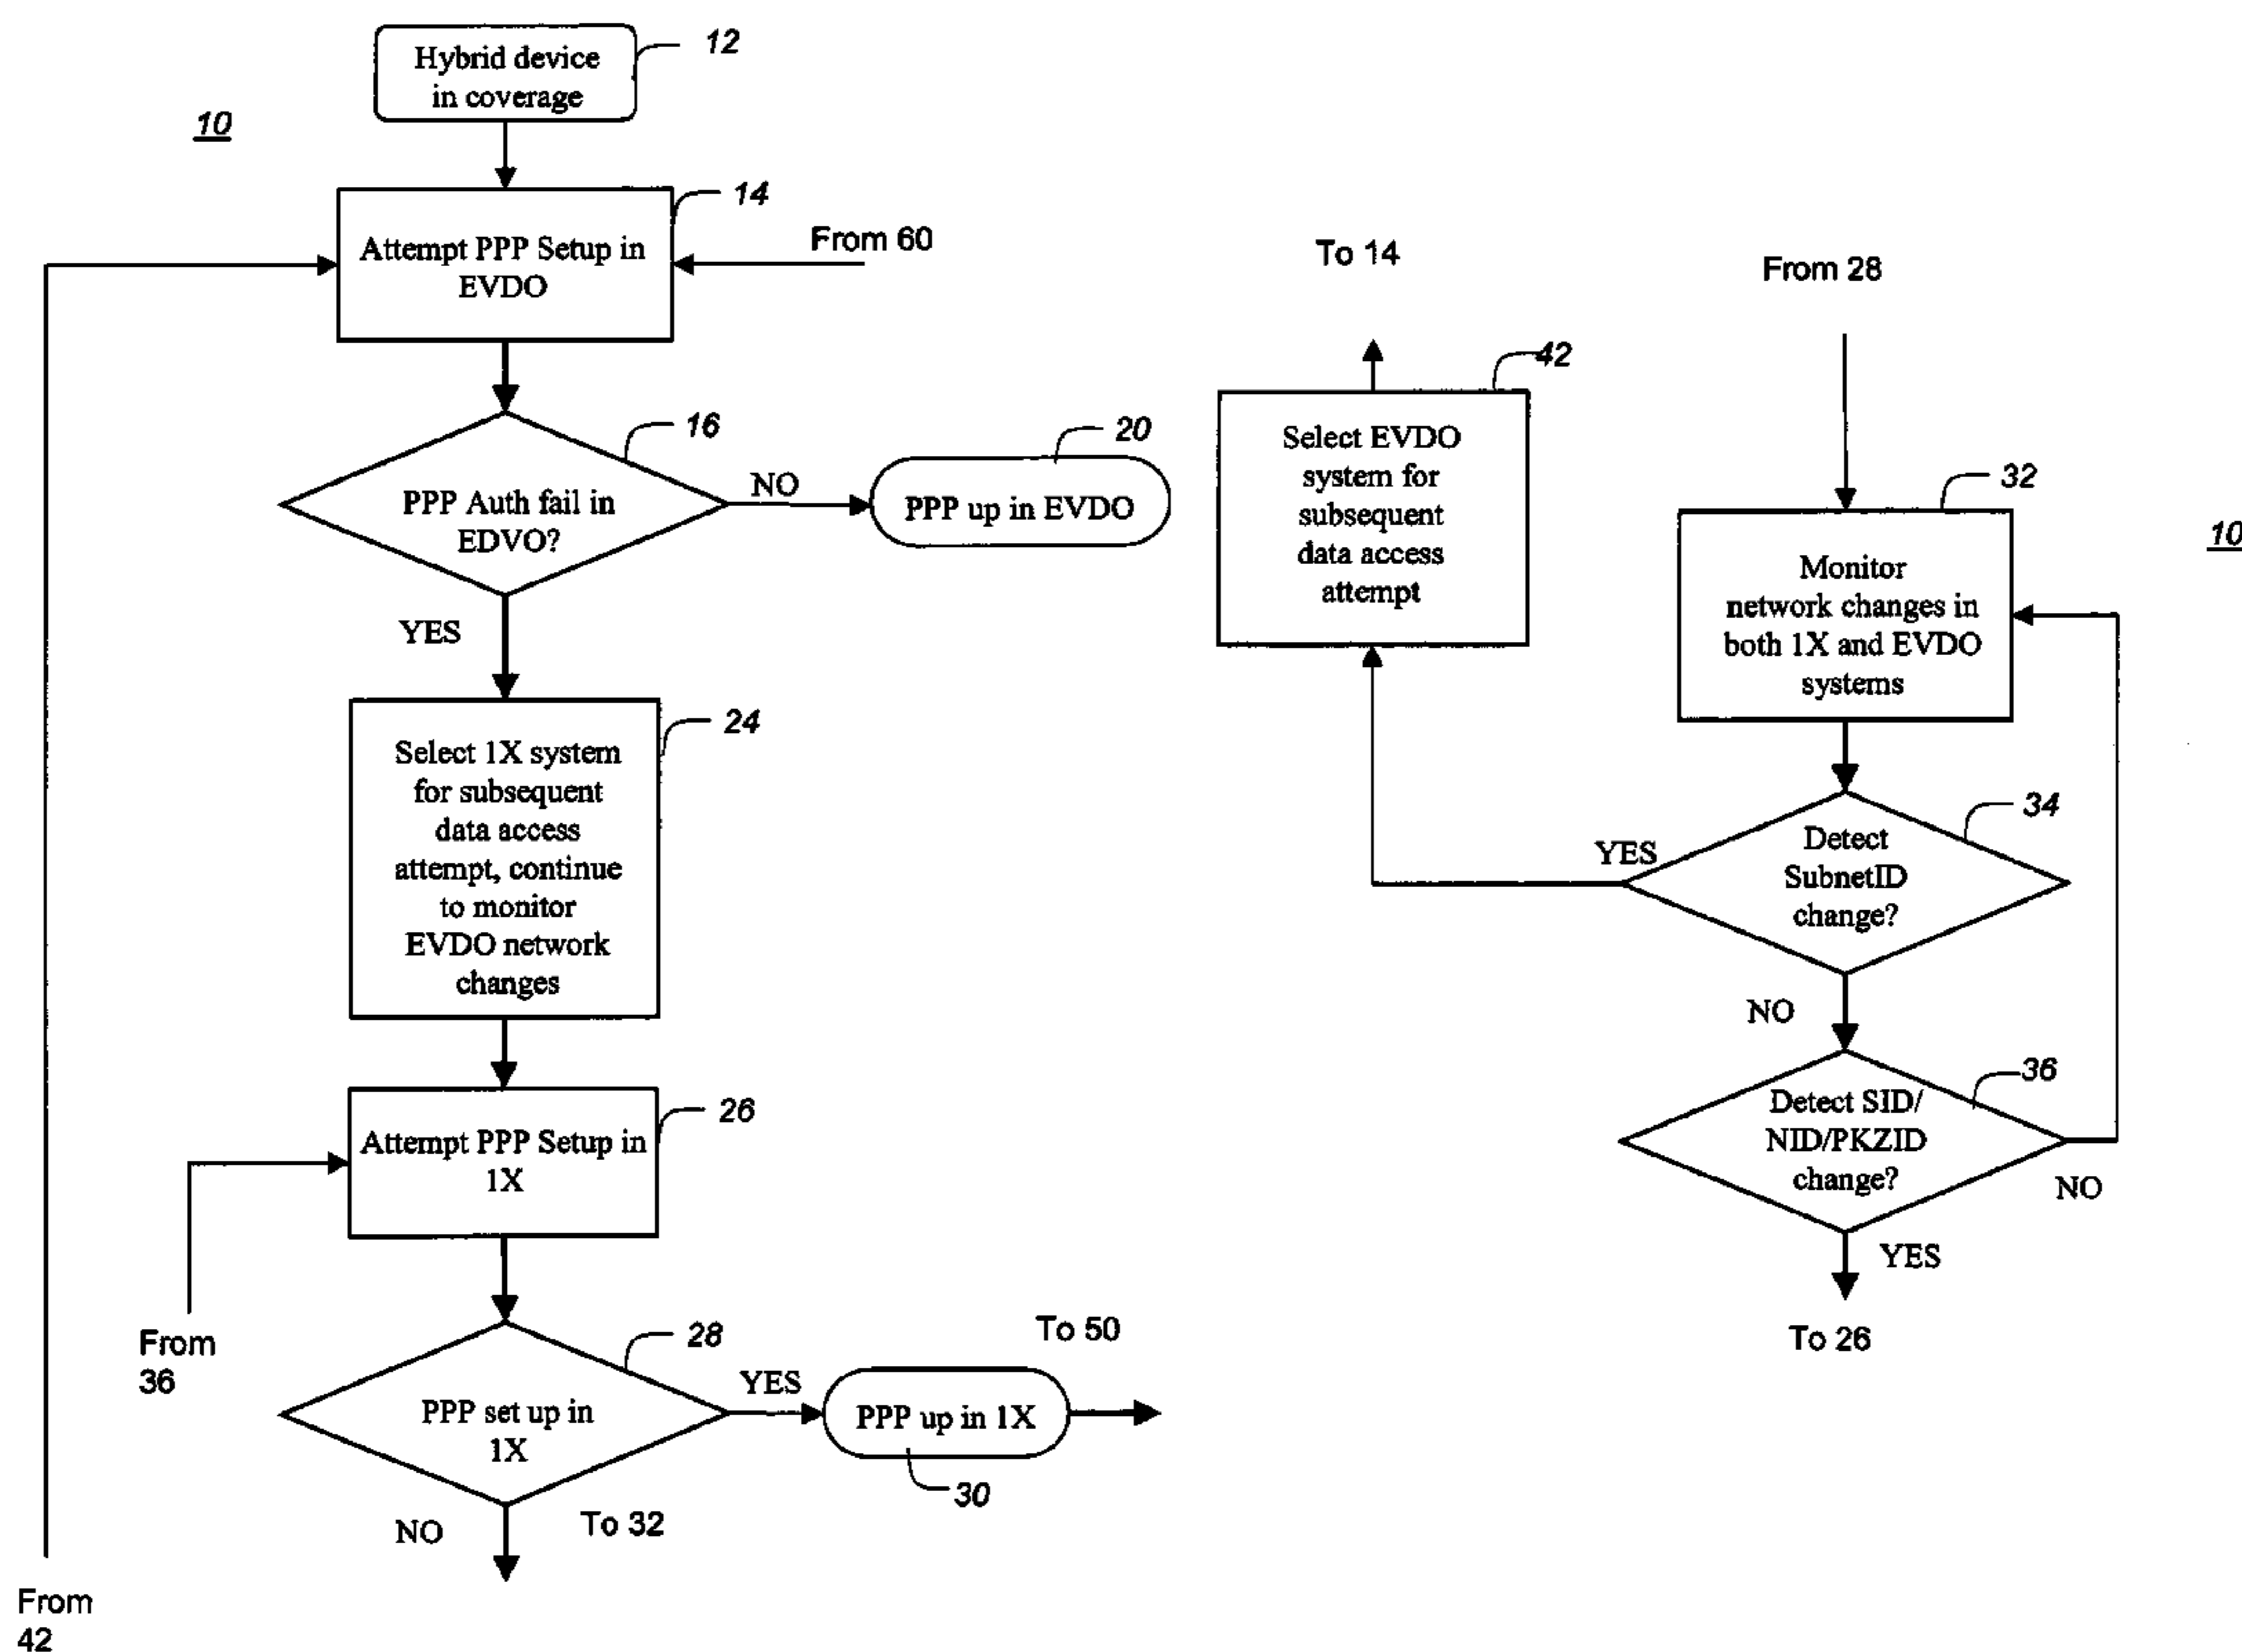 Hybrid device
in coverage
12
10
14
Attempt PPP Setup in
EVDO
From 60
16
PPP Auth fail in
EDVO?
NO
20
PPP up in EVDO
YES
24
Select 1X system
for subsequent
data access
attempt, continue
to monitor
EVDO network
changes
26
Attempt PPP Setup in
1X
From
36
28
PPP set up in
1X
YES
PPP up in 1X
30
To 50
NO
To 32
From
42
To 14
42
Select EVDO
system for
subsequent
data access
attempt
From 28
32
10
Monitor
network changes in
both 1X and EVDO
systems
34
Detect
SubnetID
change?
YES
NO
36
Detect SID/
NID/PKZID
change?
NO
YES
To 26